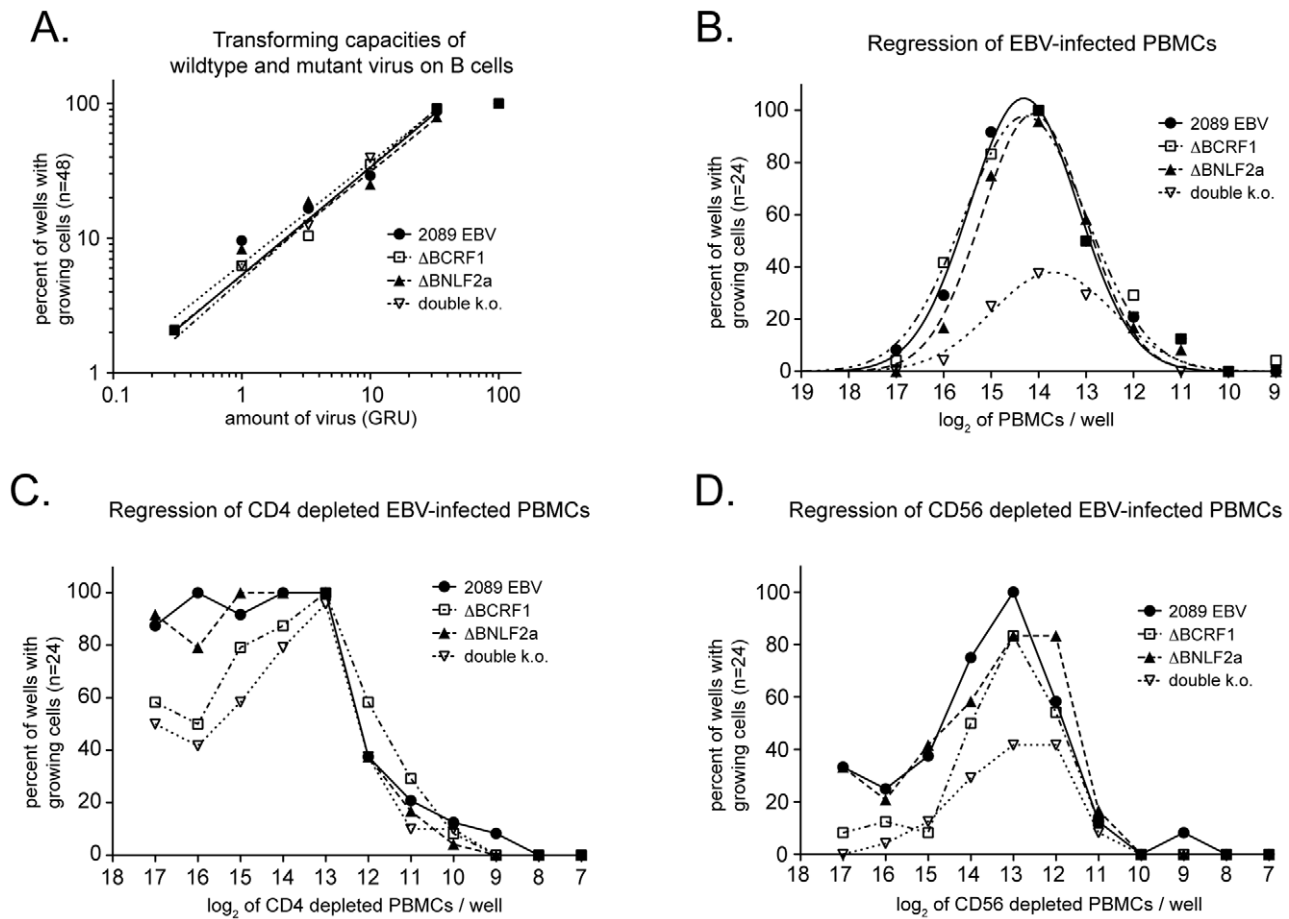 A.
Transforming capacities of
wildtype and mutant virus on B cells
percent of wells with
growing cells (n=48)
100
10
1
2089 EBV
ΔBCRF1
ΔBNLF2a
double k.o.
0.1 1 10 100
amount of virus (GRU)
B.
Regression of EBV-infected PBMCs
percent of wells with
growing cells (n=24)
100
80
60
40
20
0
2089 EBV
ΔBCRF1
ΔBNLF2a
double k.o.
19 18 17 16 15 14 13 12 11 10 9
log2 of PBMCs / well
C.
Regression of CD4 depleted EBV-infected PBMCs
percent of wells with
growing cells (n=24)
100
80
60
40
20
0
2089 EBV
ΔBCRF1
ΔBNLF2a
double k.o.
18 17 16 15 14 13 12 11 10 9 8 7
log2 of CD4 depleted PBMCs / well
D.
Regression of CD56 depleted EBV-infected PBMCs
percent of wells with
growing cells (n=24)
100
80
60
40
20
0
2089 EBV
ΔBCRF1
ΔBNLF2a
double k.o.
18 17 16 15 14 13 12 11 10 9 8 7
log2 of CD56 depleted PBMCs / well